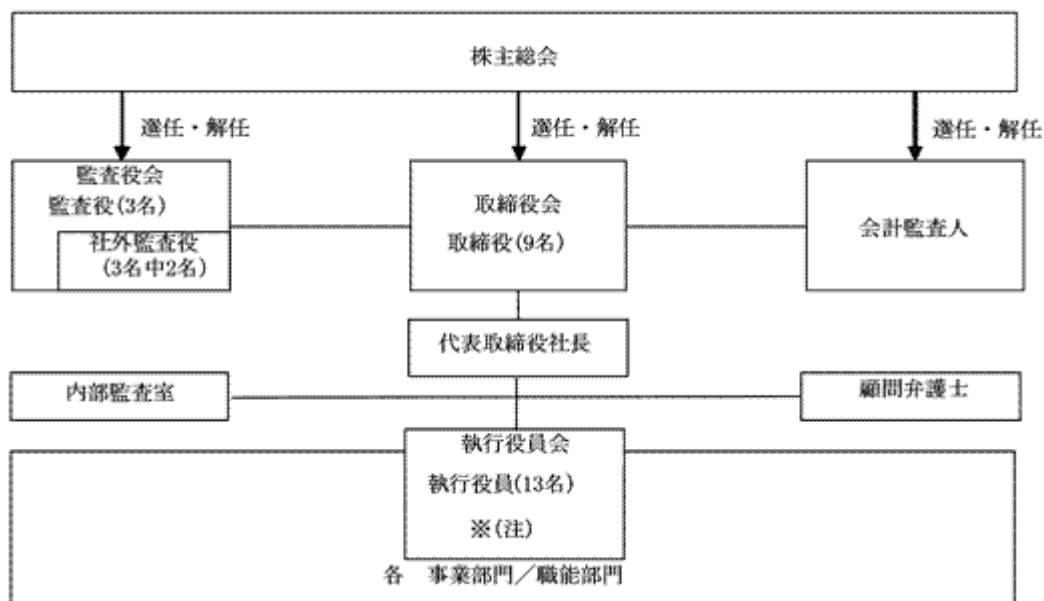 株主総会
選任・解任
選任・解任
選任・解任
監査役会
監査役(3名)
社外監査役
(3名中2名)
取締役会
取締役(9名)
会計監査人
代表取締役社長
内部監査室
顧問弁護士
執行役員会
執行役員(13名)
※(注)
各 事業部門／職能部門